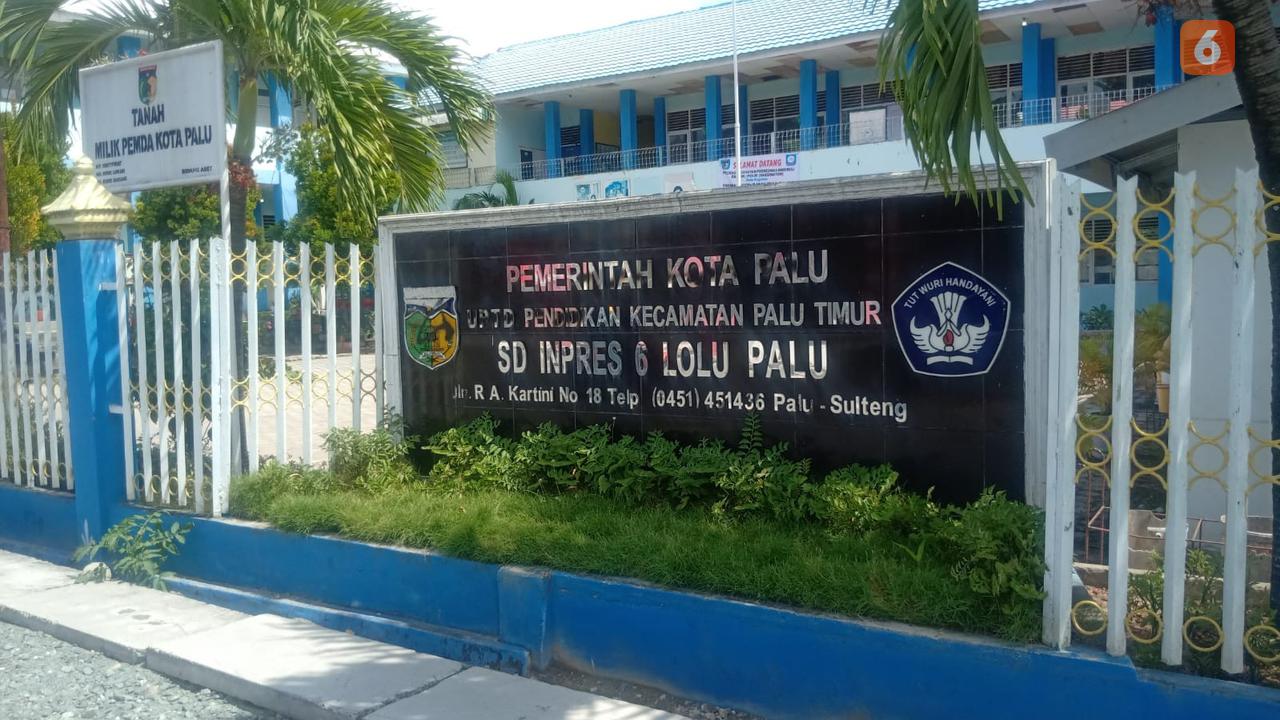 TANAH
MILIK PEMDA KOTA PALU
6
SELAMAT DATANG
PEMERINTAH KOTA PALU
UPTD PENDIDIKAN KECAMATAN PALU TIMUR
SD INPRES 6 LOLU PALU
Jln. R A. Kartini No 18 Telp (0451) 451436 Palu - Sulteng
TUT WURI HANDAYANI